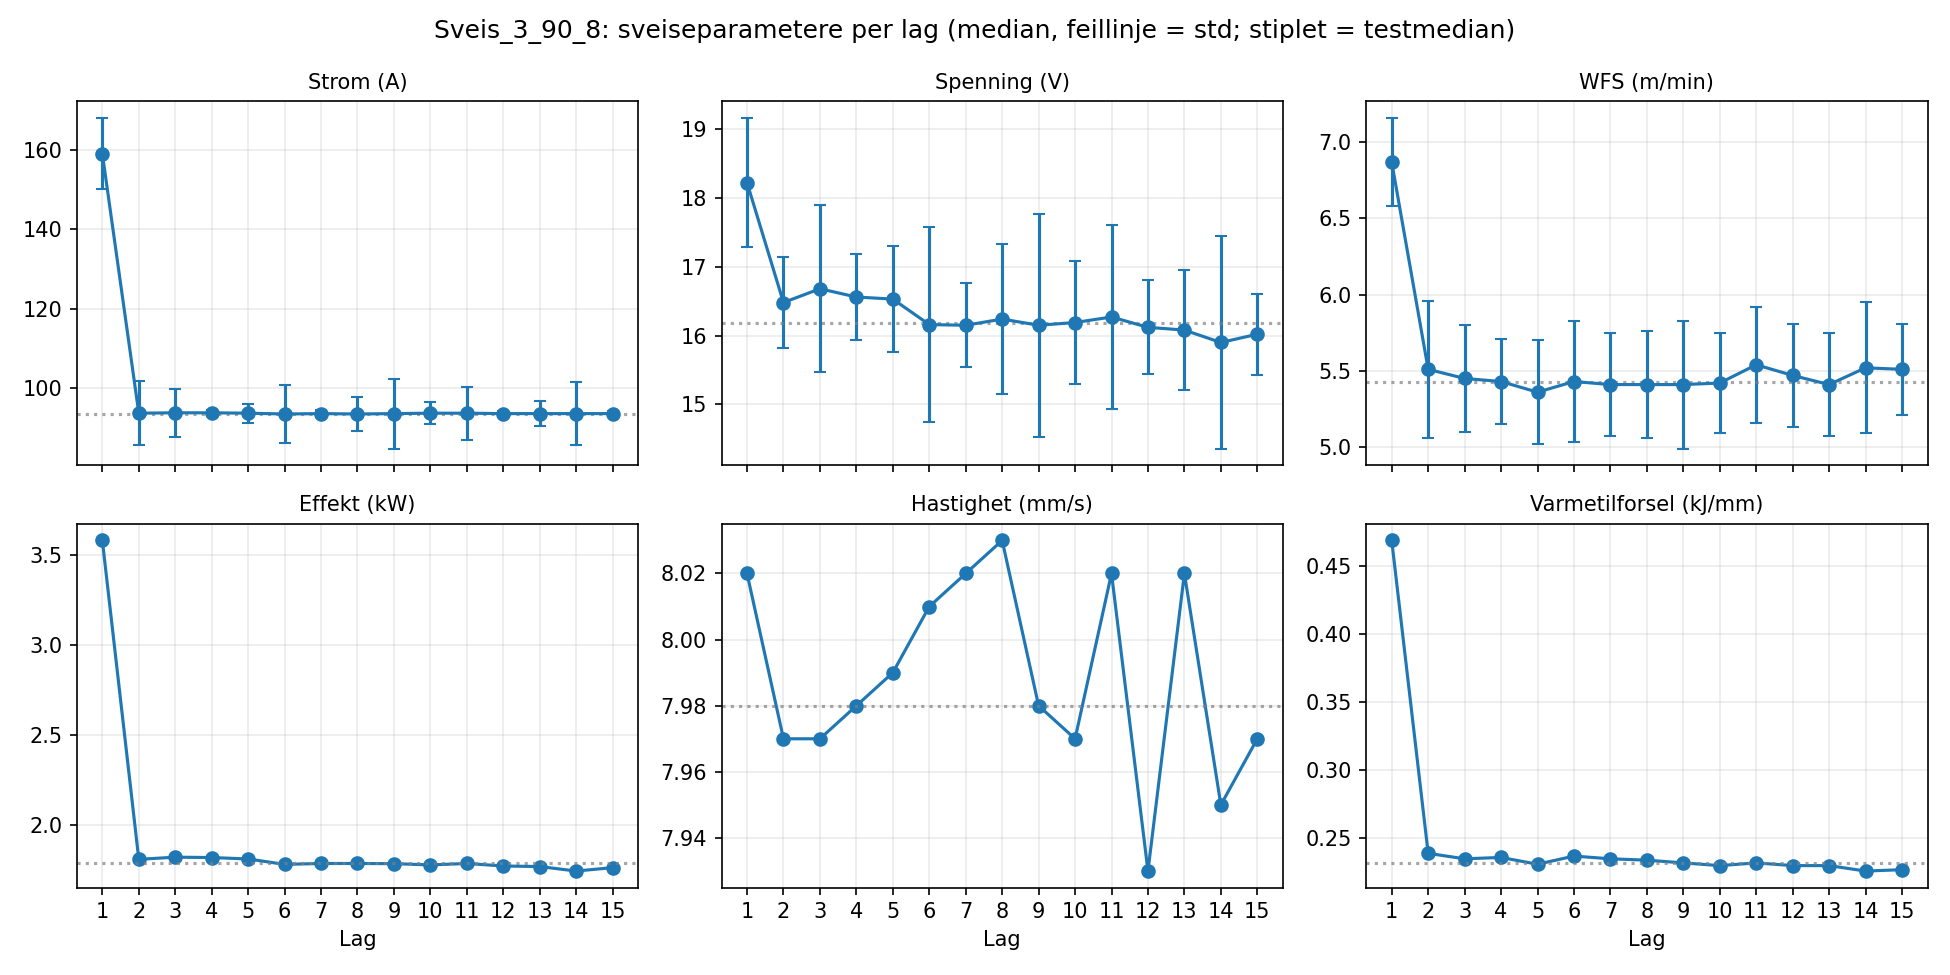 Sveis_3_90_8: sveiseparametere per lag (median, feillinje = std; stiplet = testmedian)
Strom (A)
160
140
120
100
Spenning (V)
19
18
17
16
15
WFS (m/min)
7.0
6.5
6.0
5.5
5.0
Effekt (kW)
3.5
3.0
2.5
2.0
1 2 3 4 5 6 7 8 9 10 11 12 13 14 15
Lag
Hastighet (mm/s)
8.02
8.00
7.98
7.96
7.94
1 2 3 4 5 6 7 8 9 10 11 12 13 14 15
Lag
Varmetilforsel (kJ/mm)
0.45
0.40
0.35
0.30
0.25
1 2 3 4 5 6 7 8 9 10 11 12 13 14 15
Lag